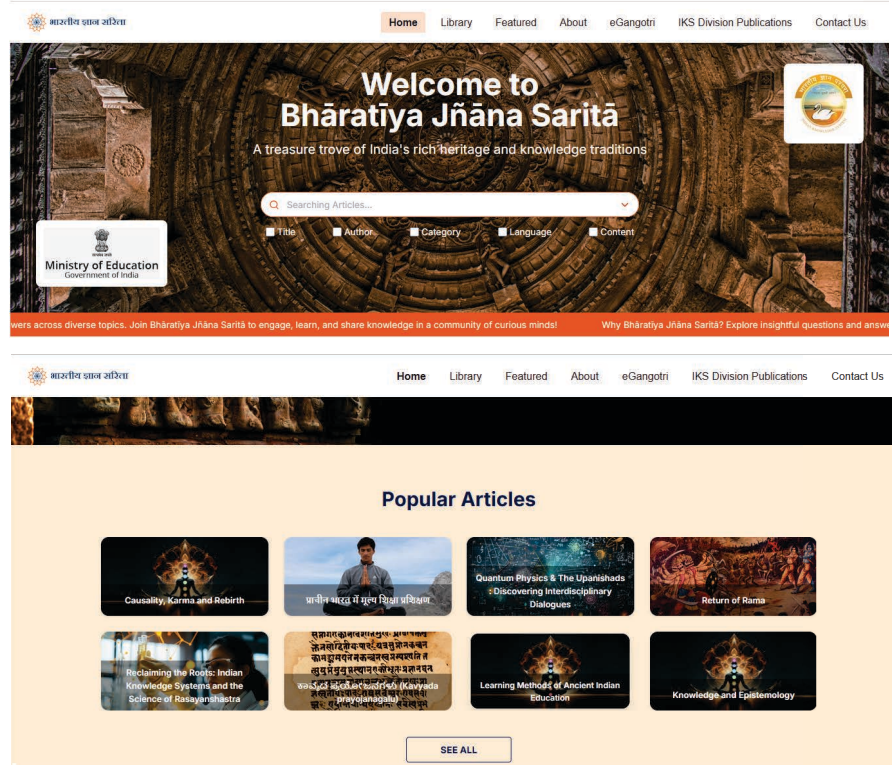 भारतीय ज्ञान सरिता
Home Library Featured About eGangotri IKS Division Publications Contact Us
Welcome to
Bhāratīya Jñāna Saritā
A treasure trove of India's rich heritage and knowledge traditions
Searching Articles...
Title Author Category Language Content
Ministry of Education
Government of India
wers across diverse topics. Join Bhāratīya Jñāna Saritā to engage, learn, and share knowledge in a community of curious minds! Why Bhāratīya Jñāna Saritā? Explore insightful questions and answe
भारतीय ज्ञान सरिता
Home Library Featured About eGangotri IKS Division Publications Contact Us
Popular Articles
Causality, Karma and Rebirth
प्राचीन भारत में मूल्य शिक्षा प्रशिक्षण
Quantum Physics & The Upanishads
: Discovering Interdisciplinary
Dialogues
Return of Rama
Reclaiming the Roots: Indian
Knowledge Systems and the
Science of Rasayanshastra
(Kavyada
prayojanagalu)
Learning Methods of Ancient Indian
Education
Knowledge and Epistemology
SEE ALL